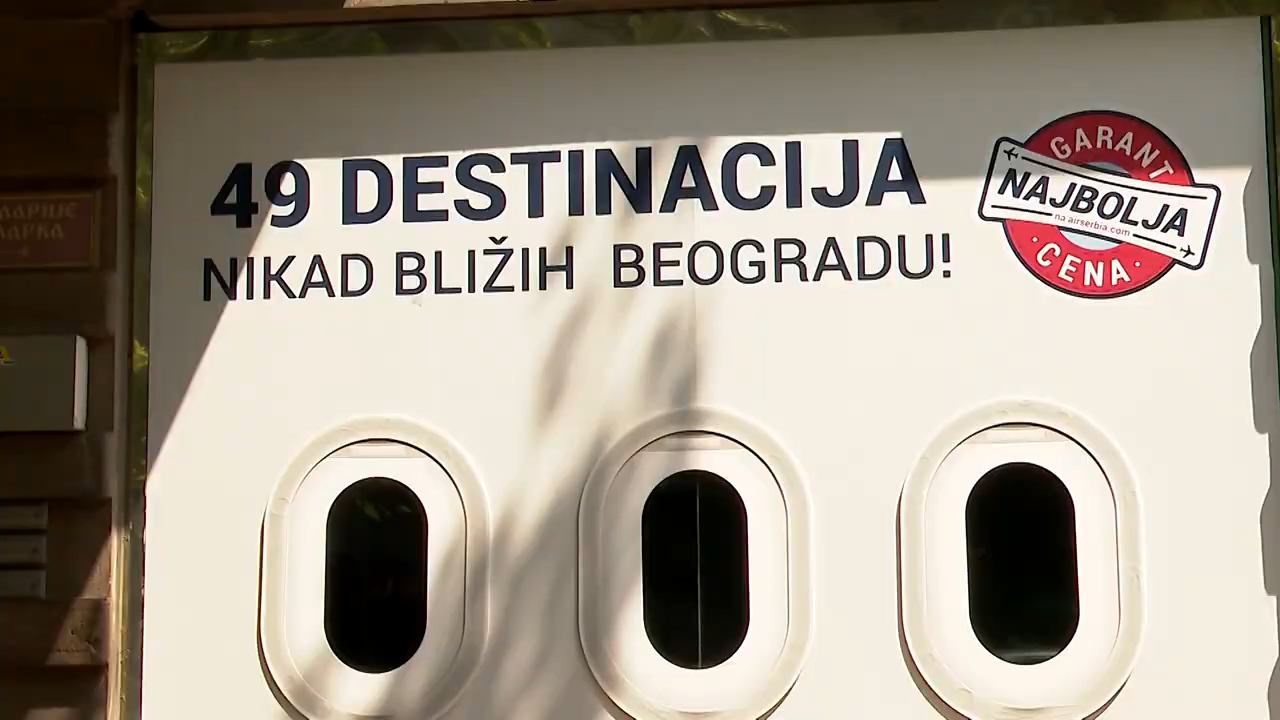 49 DESTINACIJA
NIKAD BLIŽIH BEOGRADU!
GARANT
NAJBOLJA
na airserbia.com
CENA